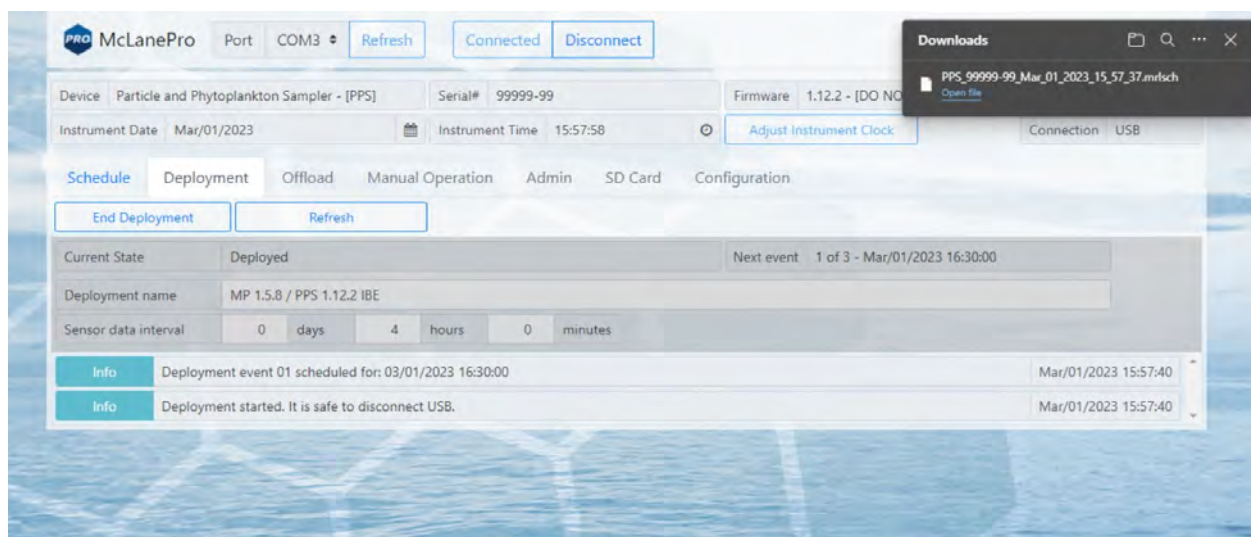 PRO McLanePro Port COM3 Refresh Connected Disconnect
Downloads
PPS_99999-99_Mar_01_2023_15_57_37.mrlsch
Open file
Device Particle and Phytoplankton Sampler - [PPS] Serial# 99999-99 Firmware 1.12.2 - [DO NO
Instrument Date Mar/01/2023 Instrument Time 15:57:58 Adjust Instrument Clock Connection USB
Schedule Deployment Offload Manual Operation Admin SD Card Configuration
End Deployment Refresh
Current State Deployed Next event 1 of 3 - Mar/01/2023 16:30:00
Deployment name MP 1.5.8 / PPS 1.12.2 IBE
Sensor data interval 0 days 4 hours 0 minutes
Info Deployment event 01 scheduled for: 03/01/2023 16:30:00 Mar/01/2023 15:57:40
Info Deployment started. It is safe to disconnect USB. Mar/01/2023 15:57:40